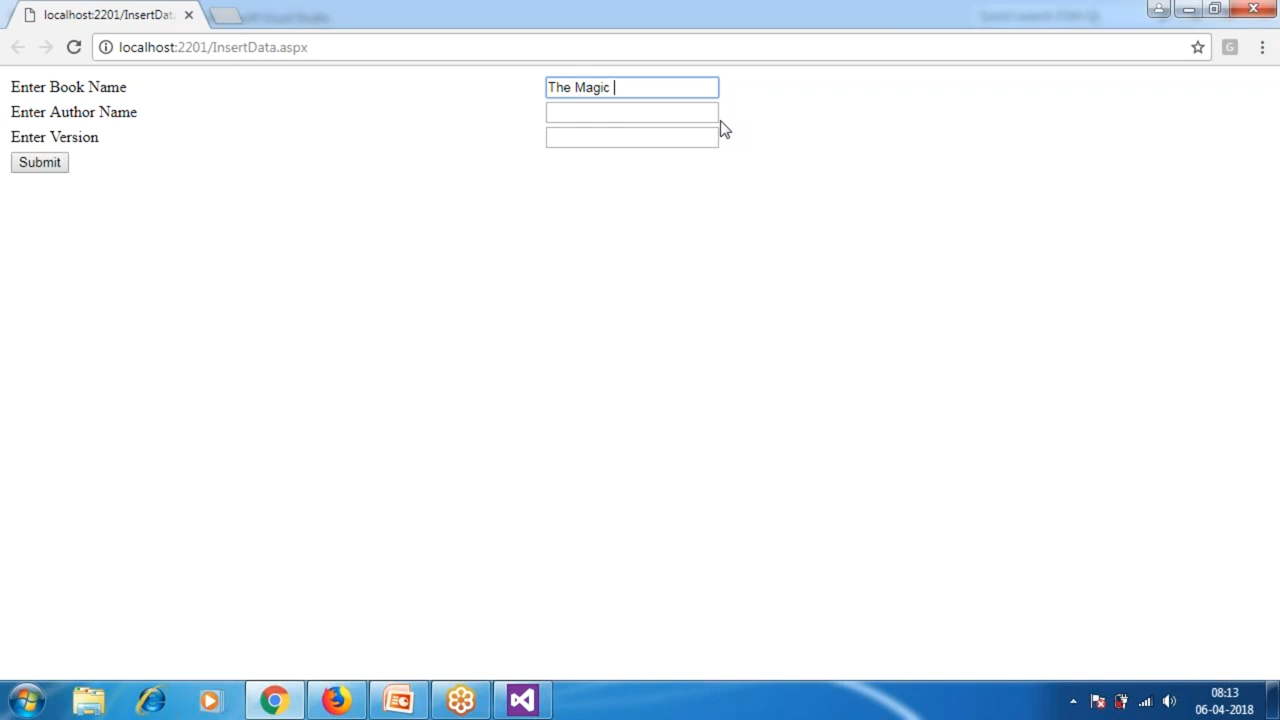 localhost:2201/InsertDat
localhost:2201/InsertData.aspx
Enter Book Name The Magic
Enter Author Name
Enter Version
Submit
08:13
06-04-2018